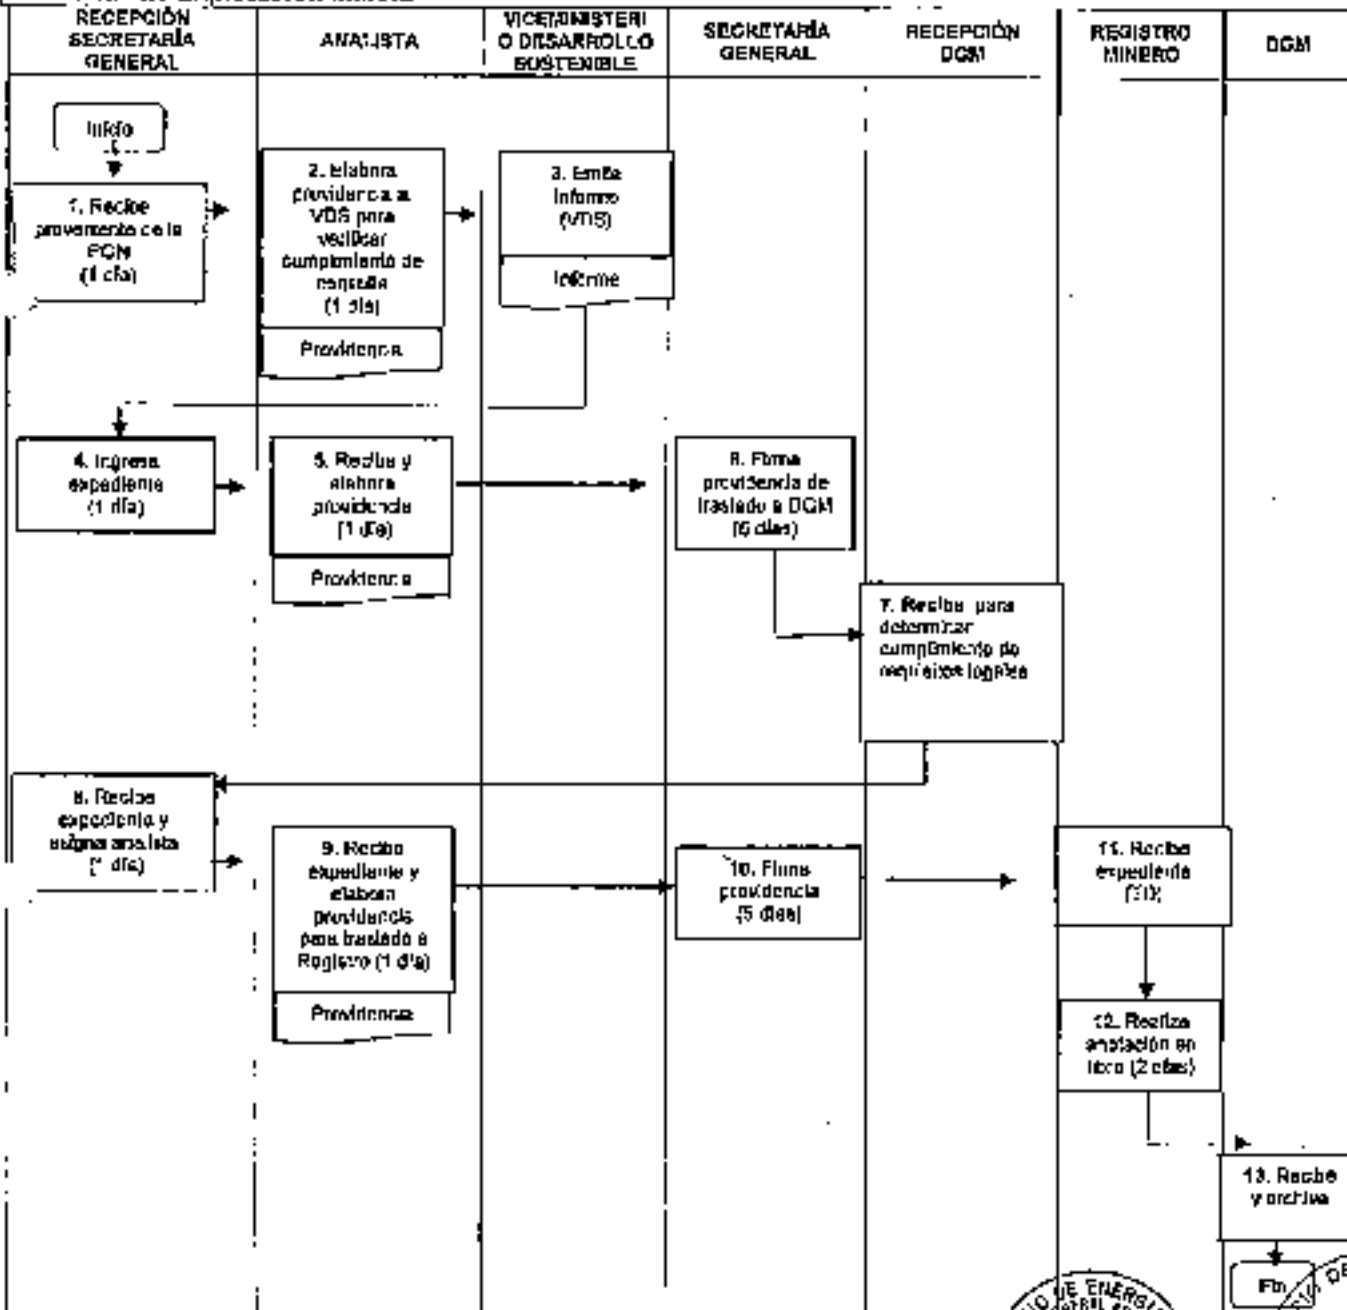 RECEPCIÓN
SECRETARÍA
GENERAL
ANALISTA
VICEMINISTERI
O DESARROLLO
SOSTENIBLE
SECRETARÍA
GENERAL
RECEPCIÓN
DGM
REGISTRO
MINERO
DGM
Inicio
1. Recibe
proveniente de la
PGN
(1 día)
2. Elabora
providencia a
VDS para
verificar
cumplimiento de
(1 día)
Providencia
3. Emite
Informe
(VDS)
Informe
4. Ingresa
expediente
(1 día)
5. Recibe y
elabora
providencia
(1 día)
Providencia
6. Firma
providencia de
traslado a DGM
(5 días)
7. Recibe para
determinar
cumplimiento de
requisitos legales
8. Recibe
expediente y
asigna analista
(1 día)
9. Recibe
expediente y
elabora
providencia
para traslado a
Registro (1 día)
Providencia
10. Firma
providencia
(5 días)
11. Recibe
expediente
12. Realiza
anotación en
libro (2 días)
13. Recibe
y archiva
Fin
DE ENERG